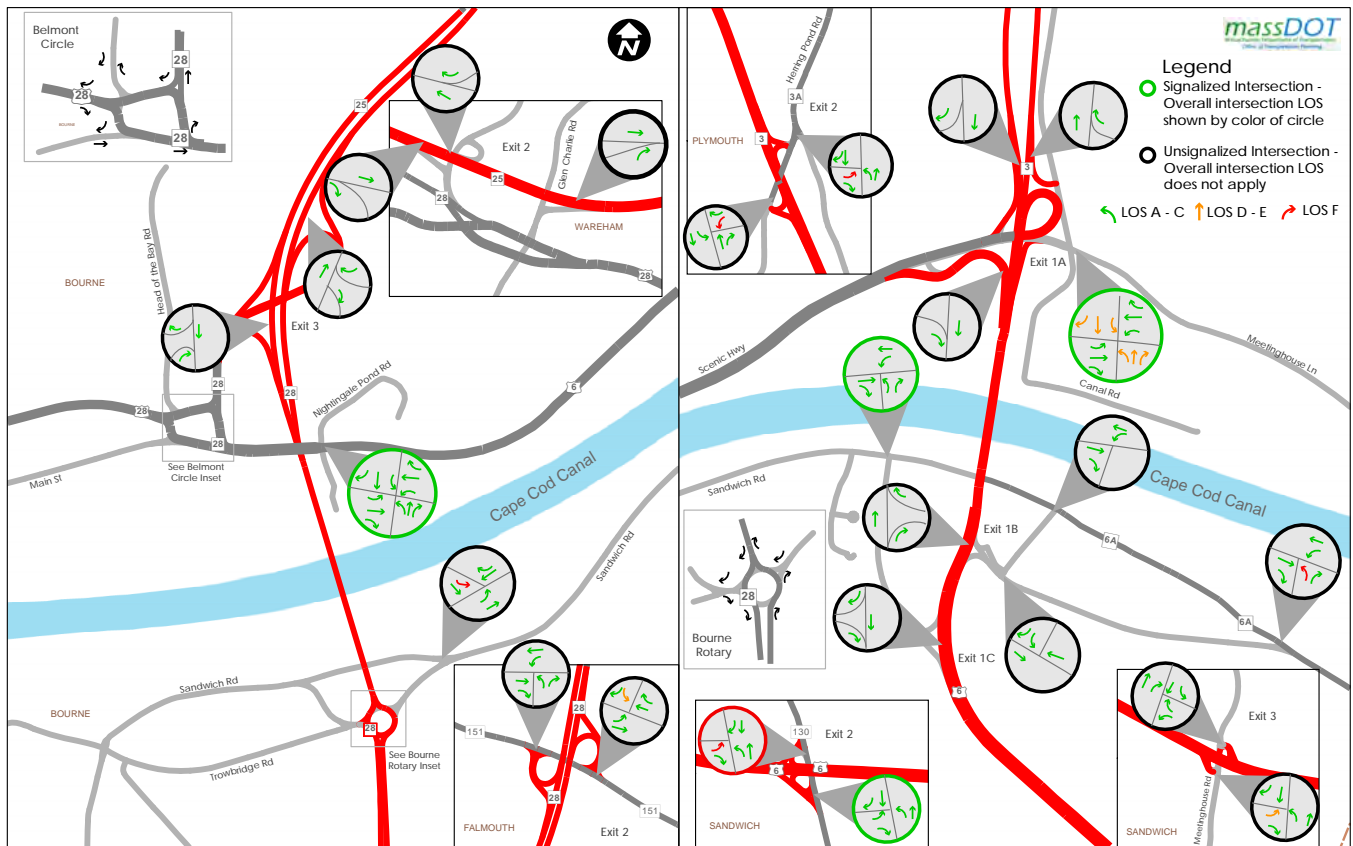 Belmont
Circle
28
28
28
BOURNE
N
25
Exit 2
Glen Charlie Rd
25
28
WAREHAM
28
BOURNE
Head of the Bay Rd
Exit 3
28
Nightingale Pond Rd
6
28
28
28
See Belmont
Circle Inset
Main St
Cape Cod Canal
Sandwich Rd
Sandwich Rd
BOURNE
28
See Bourne
Rotary Inset
Trowbridge Rd
151
28
28
151
FALMOUTH
Exit 2
Herring Pond Rd
3A
Exit 2
PLYMOUTH
3
massDOT
Legend
Signalized Intersection -
Overall intersection LOS
shown by color of circle
Unsignalized Intersection -
Overall intersection LOS
does not apply
LOS A - C
LOS D - E
LOS F
3
Exit 1A
Scenic Hwy
Meetinghouse Ln
Canal Rd
Cape Cod Canal
Sandwich Rd
Exit 1B
6A
6A
28
Bourne
Rotary
Exit 1C
6
130
Exit 2
6
6
SANDWICH
Exit 3
Meetinghouse Rd
SANDWICH